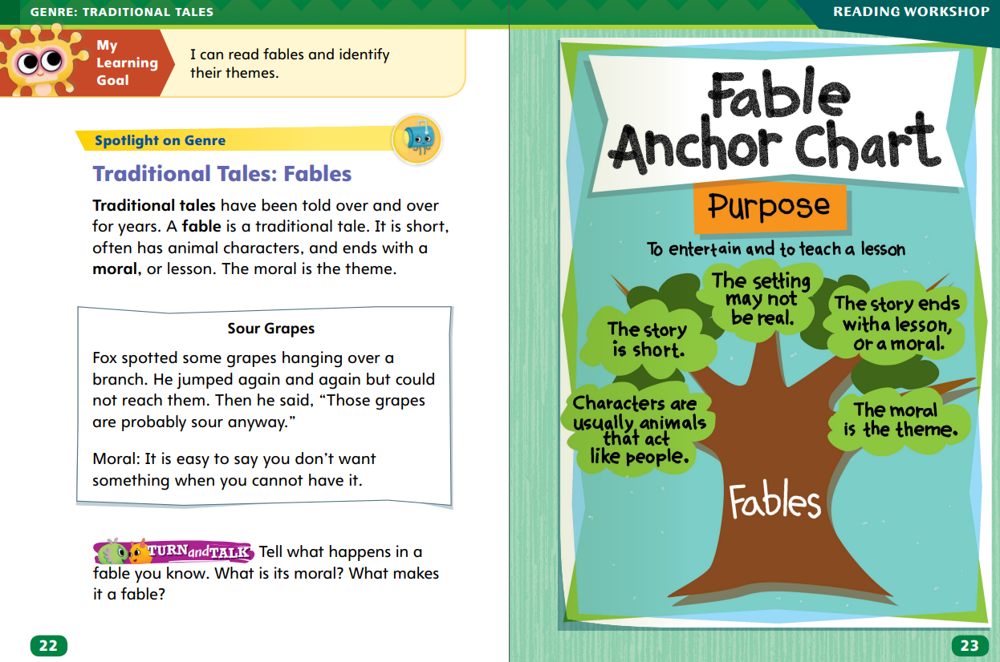 GENRE: TRADITIONAL TALES
My
Learning
Goal
I can read fables and identify
their themes.
Spotlight on Genre
Traditional Tales: Fables
Traditional tales have been told over and over
for years. A fable is a traditional tale. It is short,
often has animal characters, and ends with a
moral, or lesson. The moral is the theme.
Sour Grapes
Fox spotted some grapes hanging over a
branch. He jumped again and again but could
not reach them. Then he said, “Those grapes
are probably sour anyway.”
Moral: It is easy to say you don’t want
something when you cannot have it.
TURN and TALK Tell what happens in a
fable you know. What is its moral? What makes
it a fable?
22
READING WORKSHOP
Fable
Anchor Chart
Purpose
To entertain and to teach a lesson
The setting
may not
be real.
The story
is short.
The story ends
with a lesson,
or a moral.
Characters are
usually animals
that act
like people.
The moral
is the theme.
Fables
23